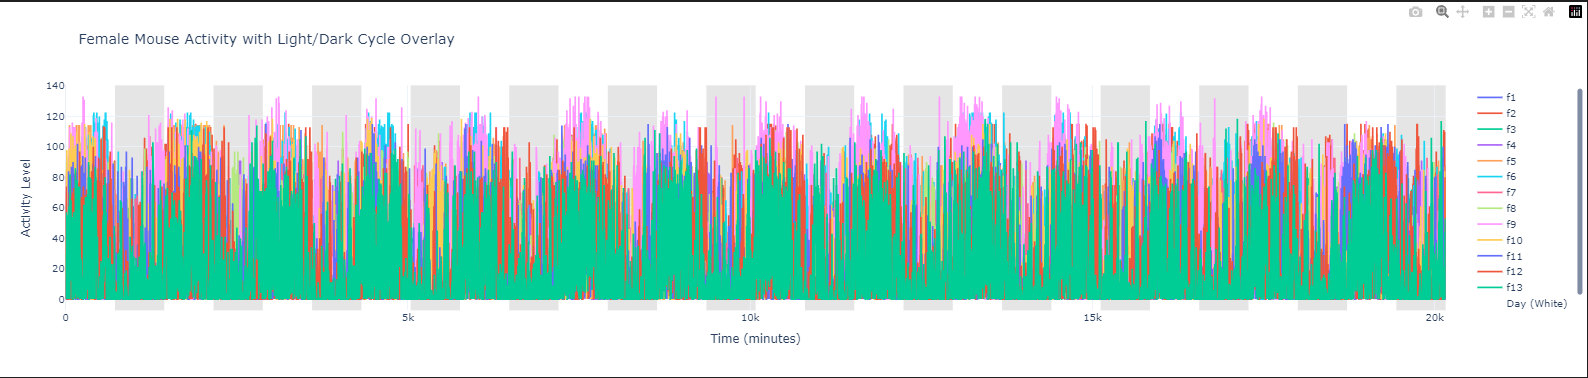 Female Mouse Activity with Light/Dark Cycle Overlay
140
120
100
80
60
40
20
0
Activity Level
0
5k
10k
15k
20k
Time (minutes)
f1
f2
f3
f4
f5
f6
f7
f8
f9
f10
f11
f12
f13
Day (White)